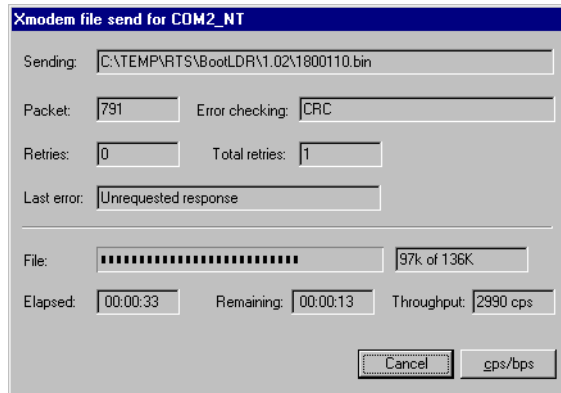 Xmodem file send for COM2_NT
Sending: C:\TEMP\RTS\BootLDR\1.02\1800110.bin
Packet: 791 Error checking: CRC
Retries: 0 Total retries: 1
Last error: Unrequested response
File: 97k of 136K
Elapsed: 00:00:33 Remaining: 00:00:13 Throughput: 2990 cps
Cancel cps/bps